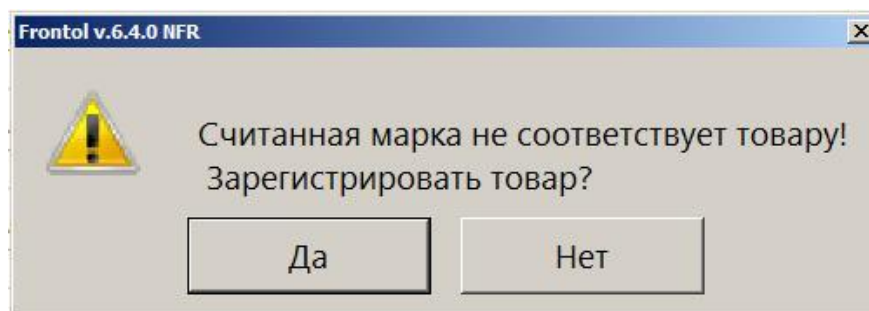 Frontol v.6.4.0 NFR
Считанная марка не соответствует товару!
Зарегистрировать товар?
Да
Нет